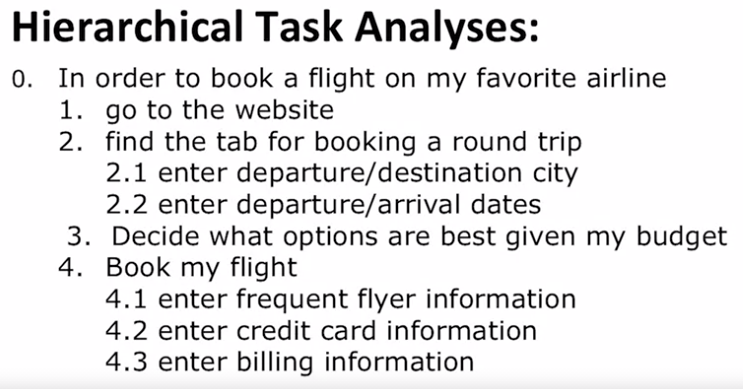 Hierarchical Task Analyses:
0. In order to book a flight on my favorite airline
1. go to the website
2. find the tab for booking a round trip
2.1 enter departure/destination city
2.2 enter departure/arrival dates
3. Decide what options are best given my budget
4. Book my flight
4.1 enter frequent flyer information
4.2 enter credit card information
4.3 enter billing information